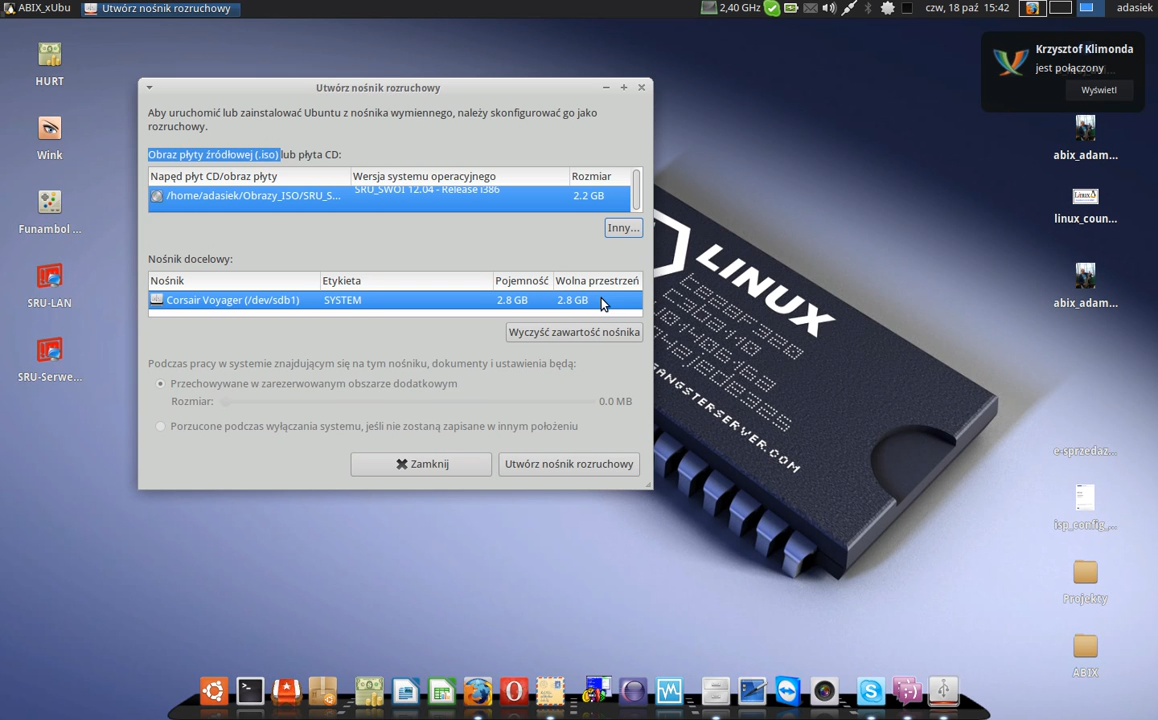 ABIX_xUbu
Utwórz nośnik rozruchowy
2,40 GHz
czw, 18 paź 15:42
adasiek
HURT
Wink
Funambol ...
SRU-LAN
SRU-Serwe...
Krzysztof Klimonda
jest połączony
Wyświetl
abix_adam...
linux_coun...
abix_adam...
e-sprzedaż...
isp_config_...
Projekty
ABIX
Utwórz nośnik rozruchowy
Aby uruchomić lub zainstalować Ubuntu z nośnika wymiennego, należy skonfigurować go jako
rozruchowy.
Obraz płyty źródłowej (.iso) lub płyta CD:
Napęd płyt CD/obraz płyty Wersja systemu operacyjnego Rozmiar
/home/adasiek/Obrazy_ISO/SRU_S... SRU_SWOI 12.04 - Release i386 2.2 GB
Inny...
Nośnik docelowy:
Nośnik Etykieta Pojemność Wolna przestrzeń
Corsair Voyager (/dev/sdb1) SYSTEM 2.8 GB 2.8 GB
Wyczyść zawartość nośnika
Podczas pracy w systemie znajdującym się na tym nośniku, dokumenty i ustawienia będą:
Przechowywane w zarezerwowanym obszarze dodatkowym
Rozmiar: 0.0 MB
Porzucone podczas wyłączania systemu, jeśli nie zostaną zapisane w innym położeniu
Zamknij
Utwórz nośnik rozruchowy
LINUX
GANGSTERSERVER.COM